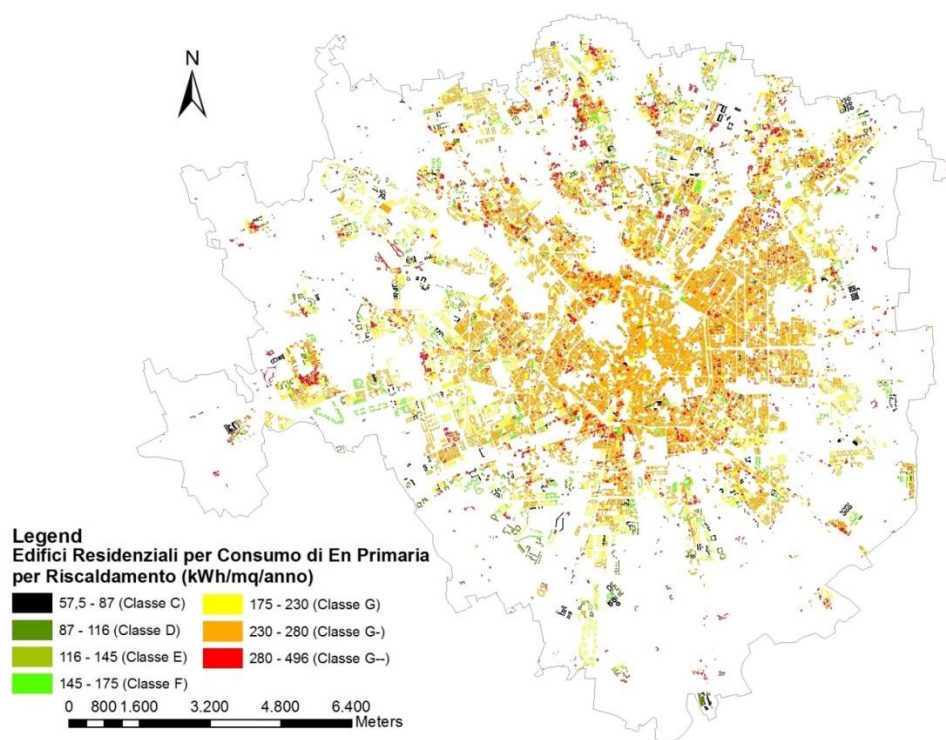 N
Legend
Edifici Residenziali per Consumo di En Primaria
per Riscaldamento (kWh/mq/anno)
57,5 - 87 (Classe C)
87 - 116 (Classe D)
116 - 145 (Classe E)
145 - 175 (Classe F)
175 - 230 (Classe G)
230 - 280 (Classe G-)
280 - 496 (Classe G--)
0 800 1.600 3.200 4.800 6.400
Meters